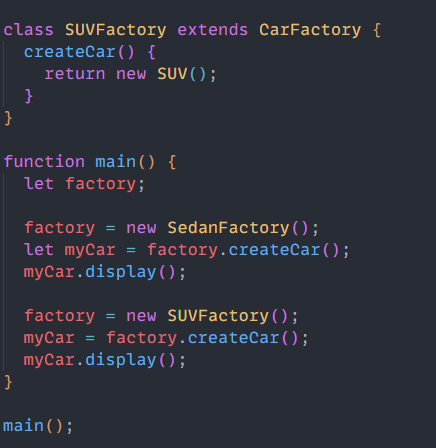 class SUVFactory extends CarFactory {
  createCar() {
    return new SUV();
  }
}

function main() {
  let factory;

  factory = new SedanFactory();
  let myCar = factory.createCar();
  myCar.display();

  factory = new SUVFactory();
  myCar = factory.createCar();
  myCar.display();
}

main();